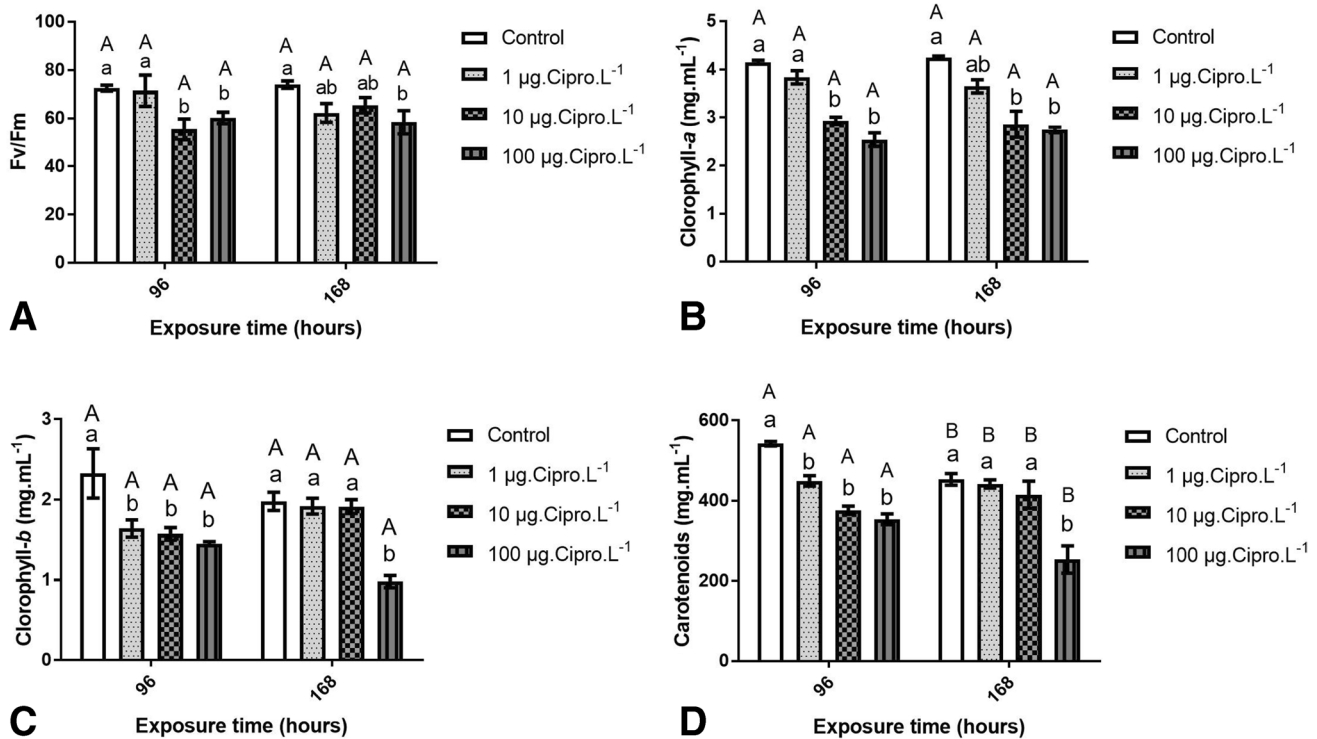 100
80
60
40
20
0
Fv/Fm
A A A A A A A A
a a b b a ab ab b
96 168
Exposure time (hours)
Control
1 µg.Cipro.L⁻¹
10 µg.Cipro.L⁻¹
100 µg.Cipro.L⁻¹
A
5
4
3
2
1
0
Clorophyll-a (mg.mL⁻¹)
A A A A A A A A
a a b b a ab b b
96 168
Exposure time (hours)
Control
1 µg.Cipro.L⁻¹
10 µg.Cipro.L⁻¹
100 µg.Cipro.L⁻¹
B
3
2
1
0
Clorophyll-b (mg.mL⁻¹)
A A A A A A A A
a b b b a a a b
96 168
Exposure time (hours)
Control
1 µg.Cipro.L⁻¹
10 µg.Cipro.L⁻¹
100 µg.Cipro.L⁻¹
C
600
400
200
0
Carotenoids (mg.mL⁻¹)
A A A A B B B B
a b b b a a a b
96 168
Exposure time (hours)
Control
1 µg.Cipro.L⁻¹
10 µg.Cipro.L⁻¹
100 µg.Cipro.L⁻¹
D